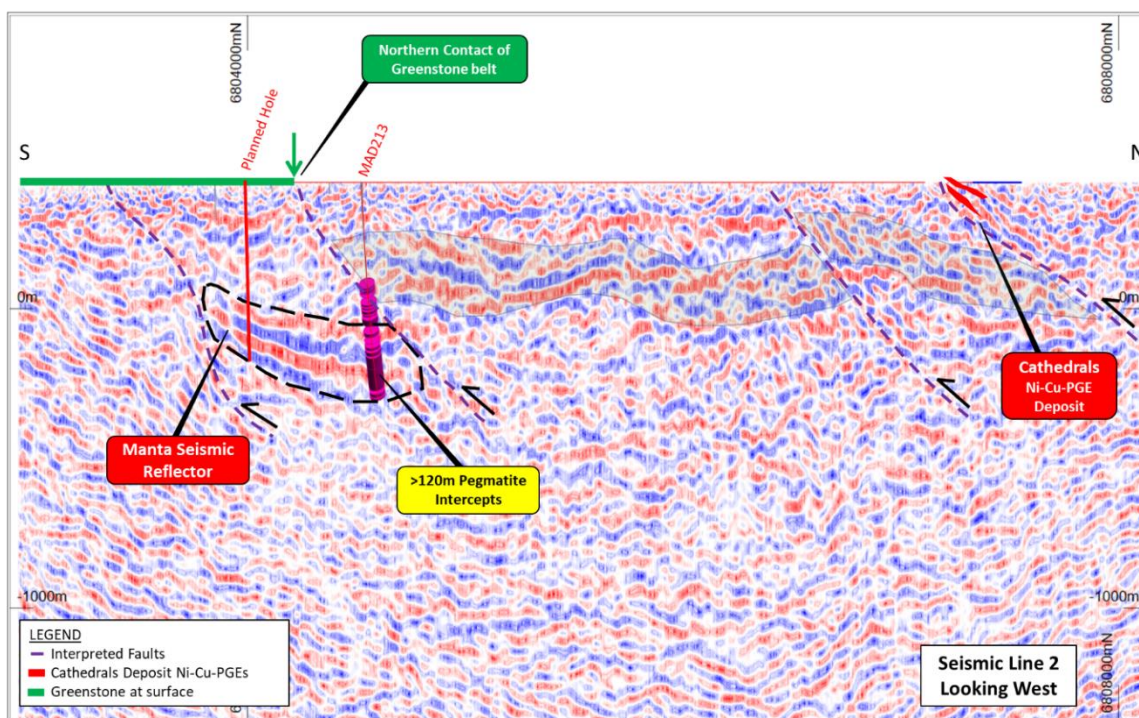 6804000mN
6808000mN
Northern Contact of
Greenstone belt
S
Planned Hole
MAD213
N
0m
0m
Cathedrals
Ni-Cu-PGE
Deposit
Manta Seismic
Reflector
>120m Pegmatite
Intercepts
-1000m
-1000m
LEGEND
Interpreted Faults
Cathedrals Deposit Ni-Cu-PGEs
Greenstone at surface
Seismic Line 2
Looking West
6808000mN